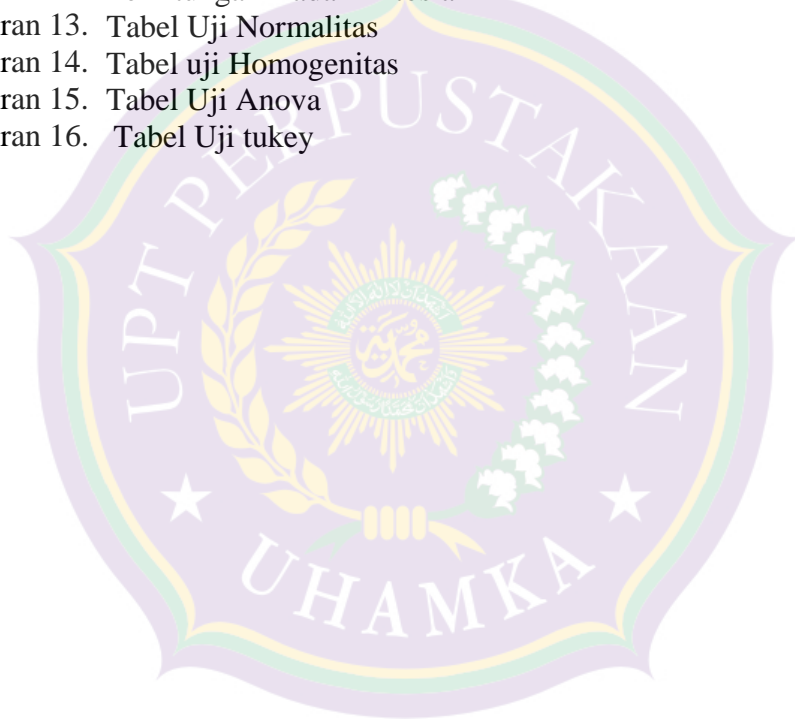 ran 13. Tabel Uji Normalitas
ran 14. Tabel uji Homogenitas
ran 15. Tabel Uji Anova
ran 16. Tabel Uji tukey
UPT PERPUSTAKAAN
UHAMKA